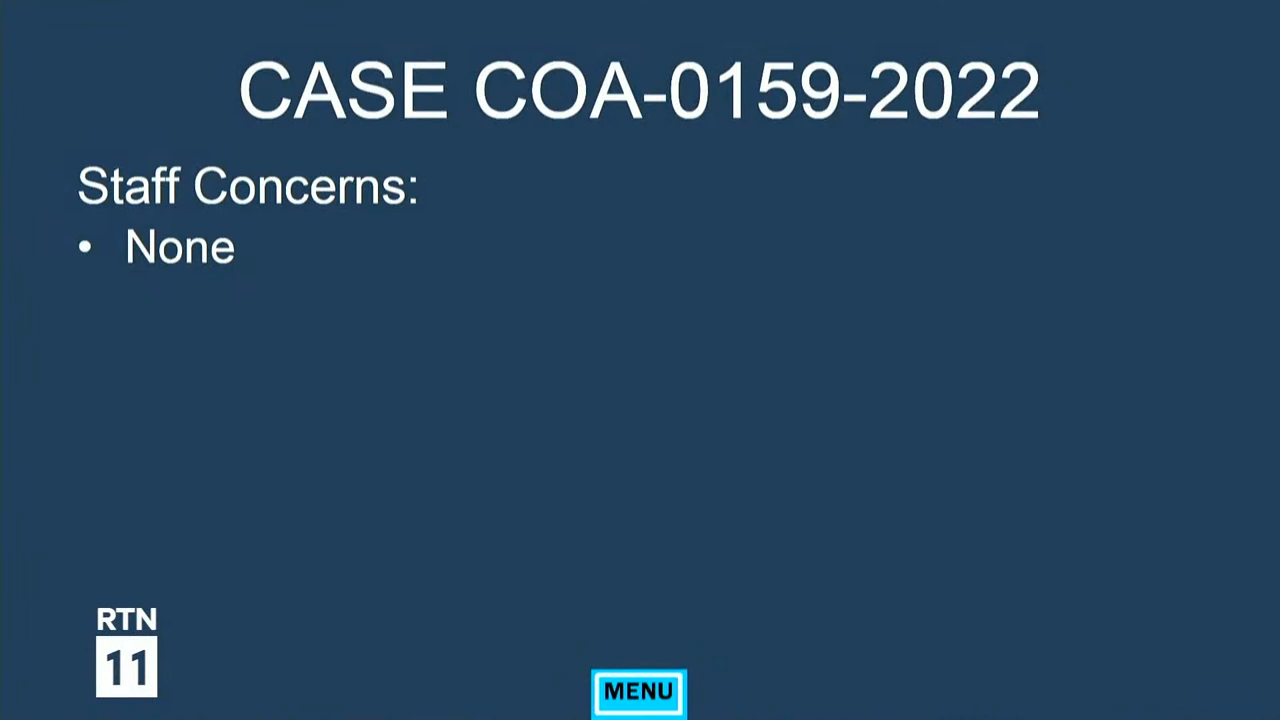 CASE COA-0159-2022
Staff Concerns:
• None
RTN
11
MENU